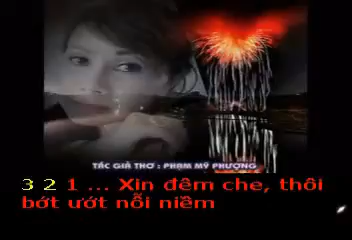 TÁC GIẢ THƠ : PHẠM MỸ PHƯỢNG
3 2 1 ... Xin đêm che, thôi
bớt ướt nỗi niềm